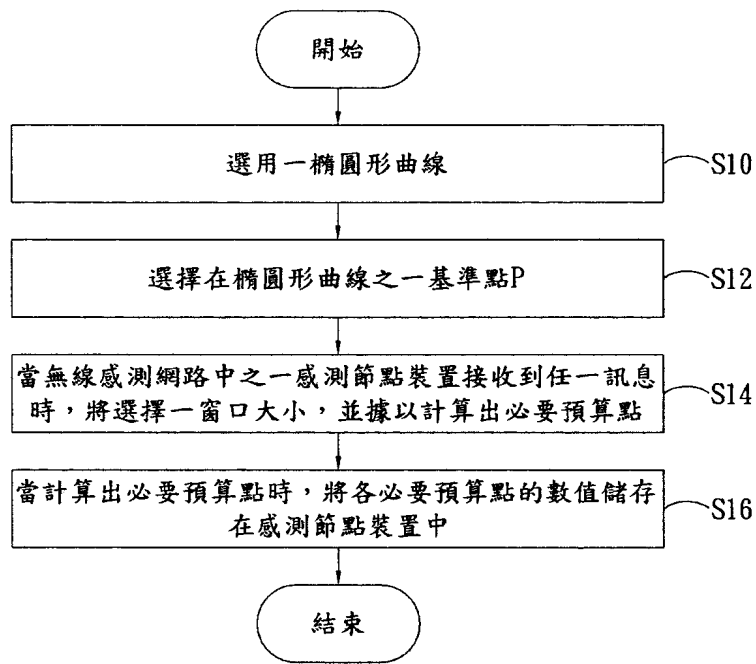 開始
選用一橢圓形曲線
S10
選擇在橢圓形曲線之一基準點P
S12
當無線感測網路中之一感測節點裝置接收到任一訊息
時，將選擇一窗口大小，並據以計算出必要預算點
S14
當計算出必要預算點時，將各必要預算點的數值儲存
在感測節點裝置中
S16
結束